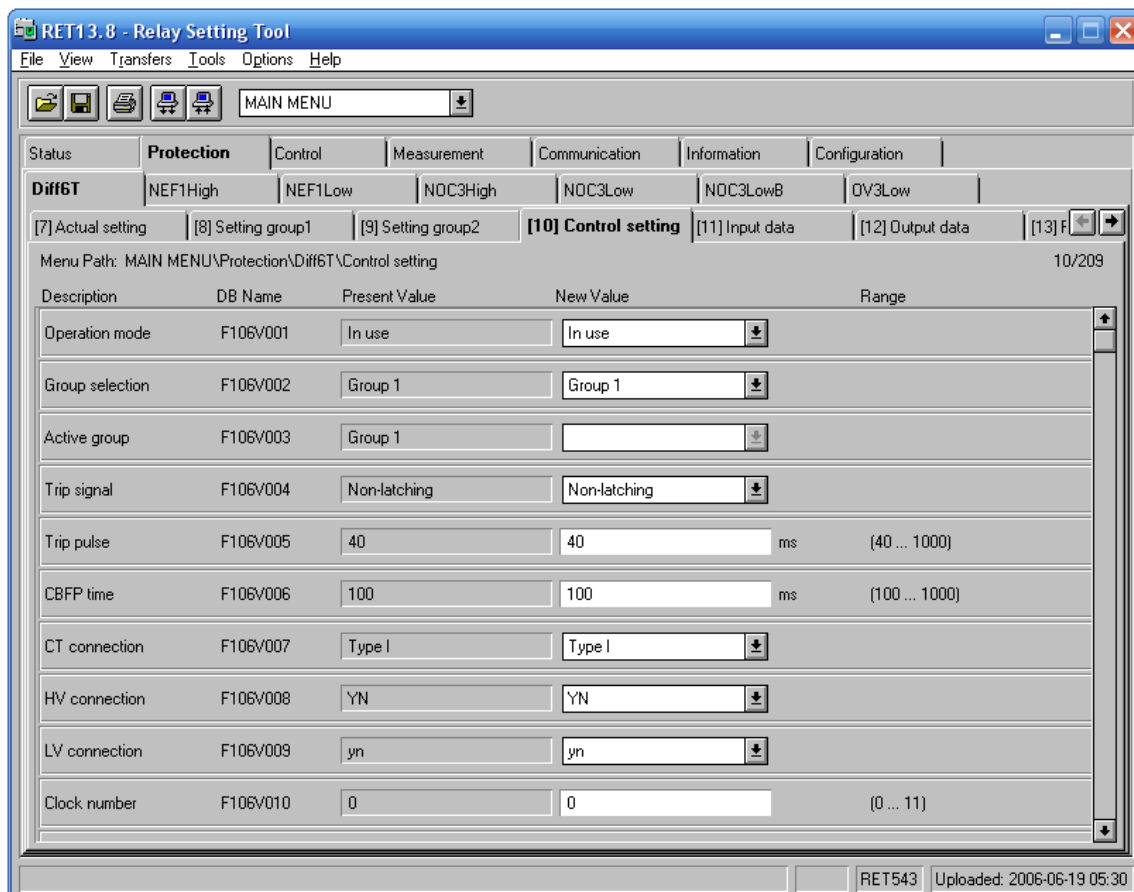 RET13.8 - Relay Setting Tool
File View Transfers Tools Options Help
MAIN MENU
Status Protection Control Measurement Communication Information Configuration
Diff6T NEF1High NEF1Low NOC3High NOC3Low NOC3LowB OV3Low
[7] Actual setting [8] Setting group1 [9] Setting group2 [10] Control setting [11] Input data [12] Output data [13]
Menu Path: MAIN MENU\Protection\Diff6T\Control setting 10/209
Description DB Name Present Value New Value Range
Operation mode F106V001 In use In use
Group selection F106V002 Group 1 Group 1
Active group F106V003 Group 1
Trip signal F106V004 Non-latching Non-latching
Trip pulse F106V005 40 40 ms (40 ... 1000)
CBFP time F106V006 100 100 ms (100 ... 1000)
CT connection F106V007 Type I Type I
HV connection F106V008 YN YN
LV connection F106V009 yn yn
Clock number F106V010 0 0 (0 ... 11)
RET543 Uploaded: 2006-06-19 05:30